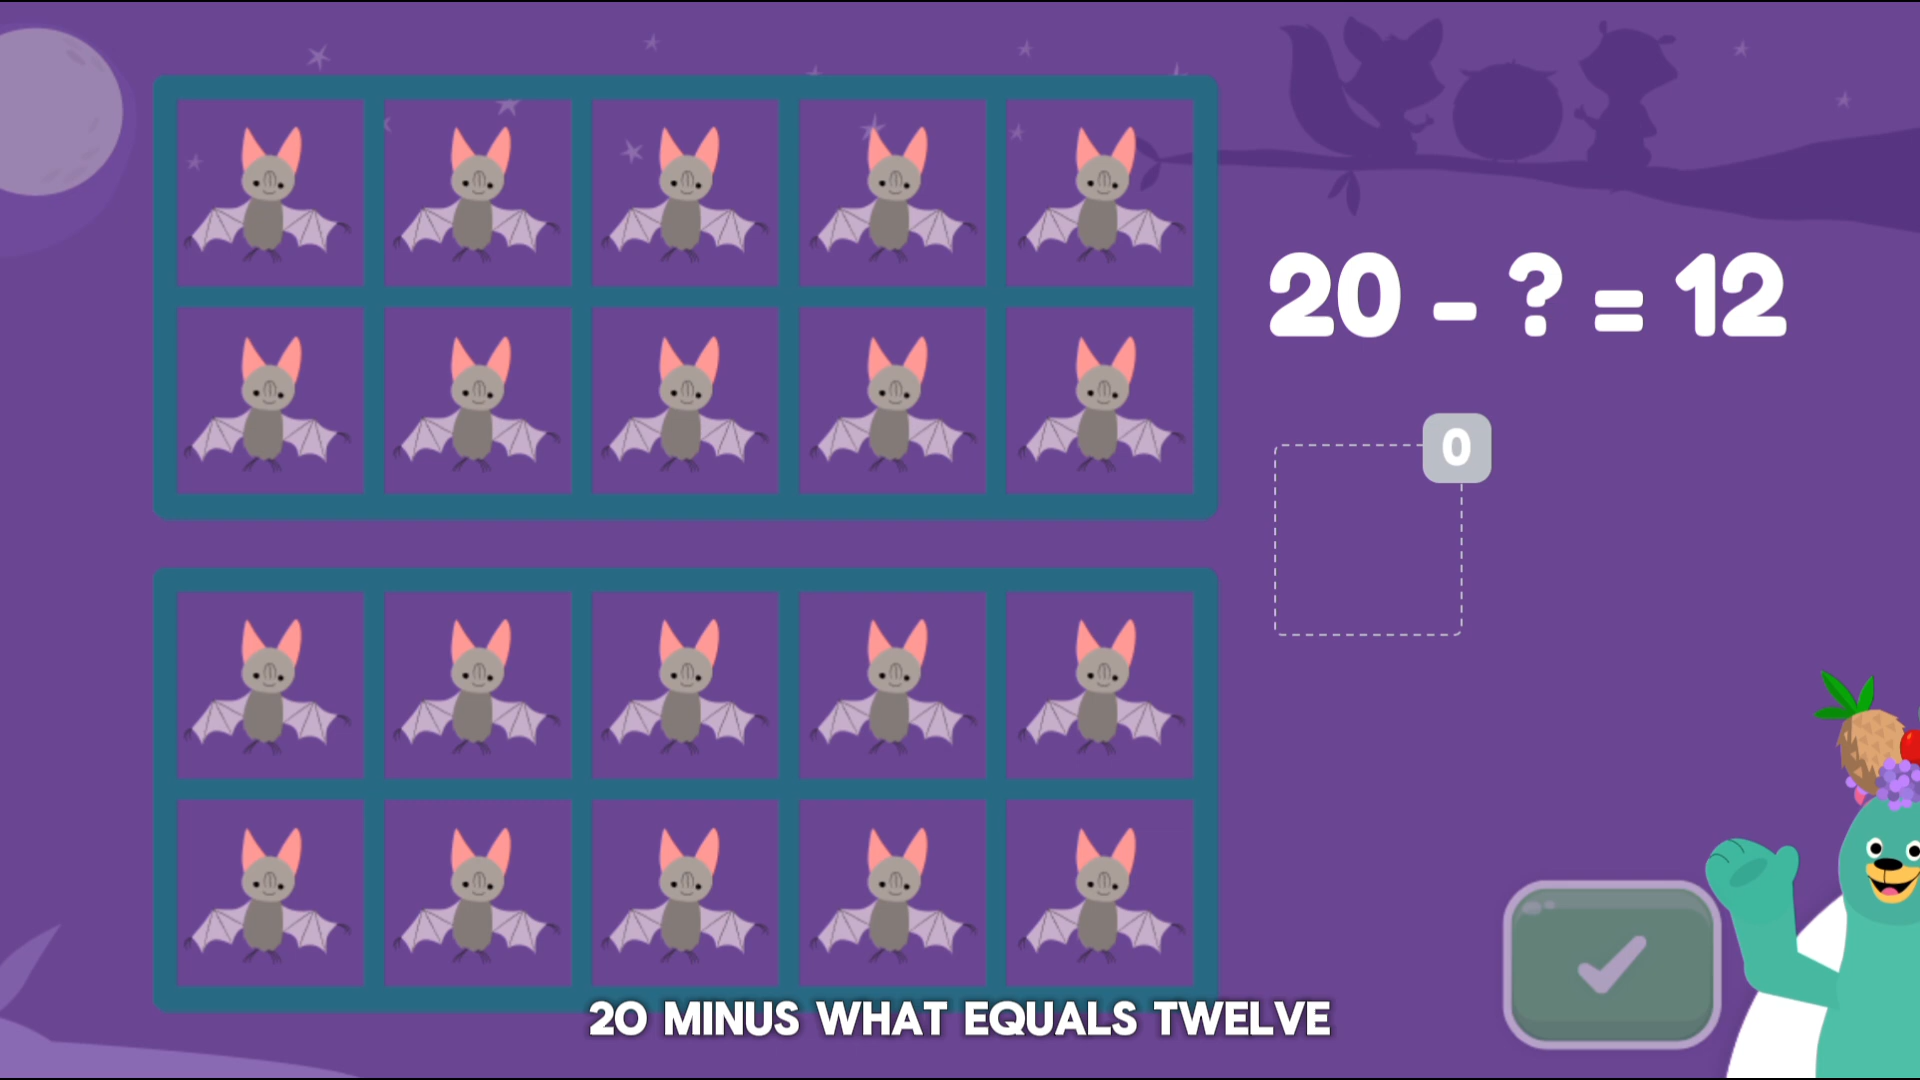 20 - ? = 12
0
20 MINUS WHAT EQUALS TWELVE